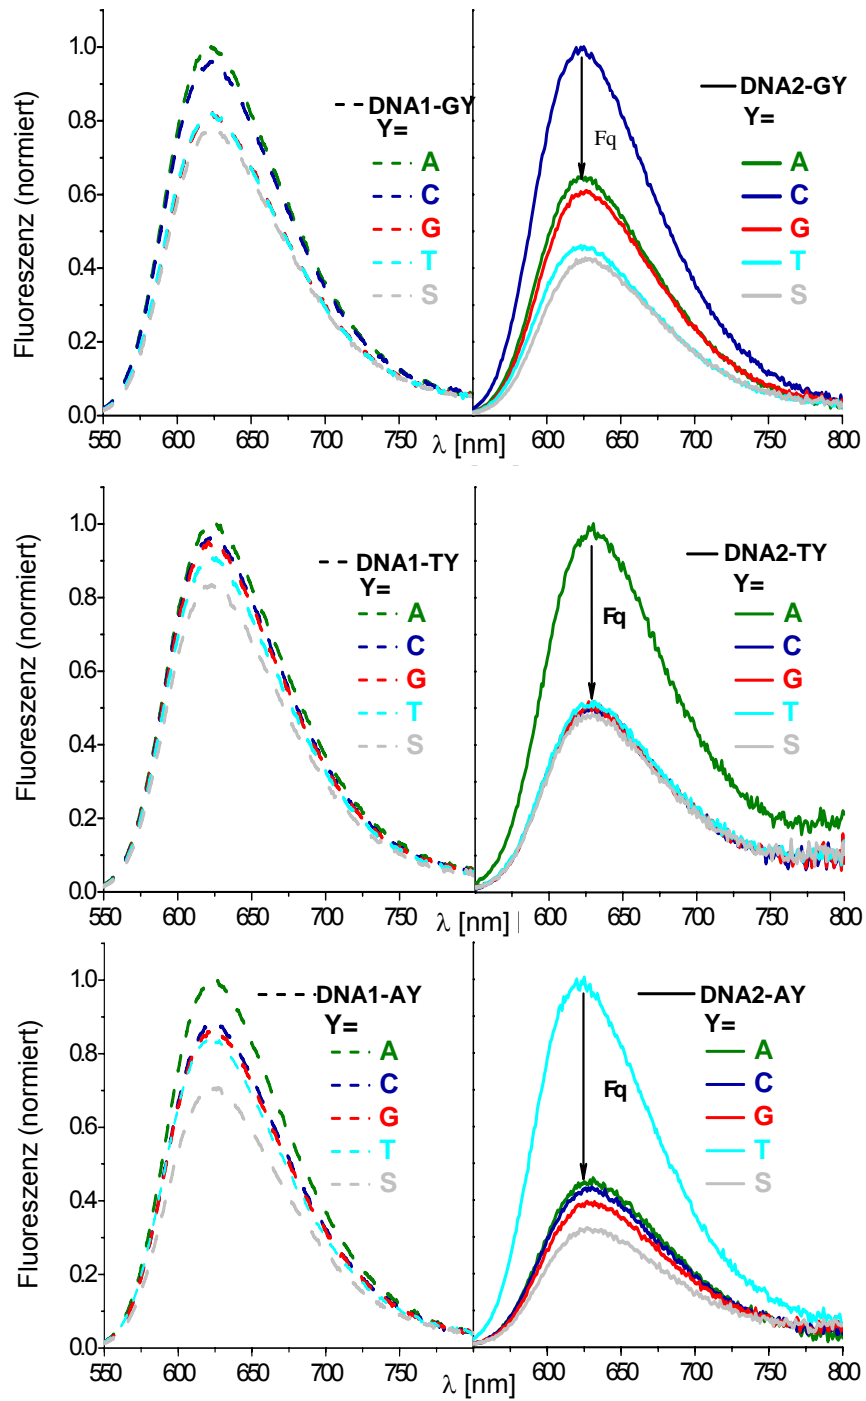 Fluoreszenz (normiert)
1.0
0.8
0.6
0.4
0.2
0.0
DNA1-GY
Y=
A
C
G
T
S
DNA2-GY
Y=
Fq
A
C
G
T
S
550 600 650 700 750 600 650 700 750 800
λ [nm]
Fluoreszenz (normiert)
1.0
0.8
0.6
0.4
0.2
0.0
DNA1-TY
Y=
A
C
G
T
S
DNA2-TY
Y=
Fq
A
C
G
T
S
550 600 650 700 750 600 650 700 750 800
λ [nm]
Fluoreszenz (normiert)
1.0
0.8
0.6
0.4
0.2
0.0
DNA1-AY
Y=
A
C
G
T
S
DNA2-AY
Y=
Fq
A
C
G
T
S
550 600 650 700 750 600 650 700 750 800
λ [nm]